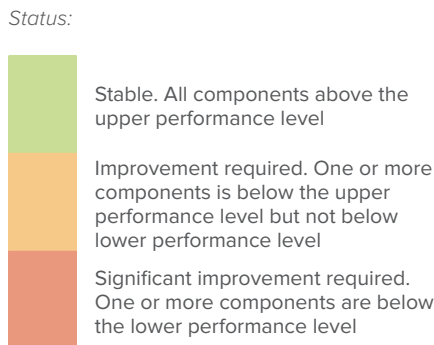 Status:
Stable. All components above the
upper performance level
Improvement required. One or more
components is below the upper
performance level but not below
lower performance level
Significant improvement required.
One or more components are below
the lower performance level